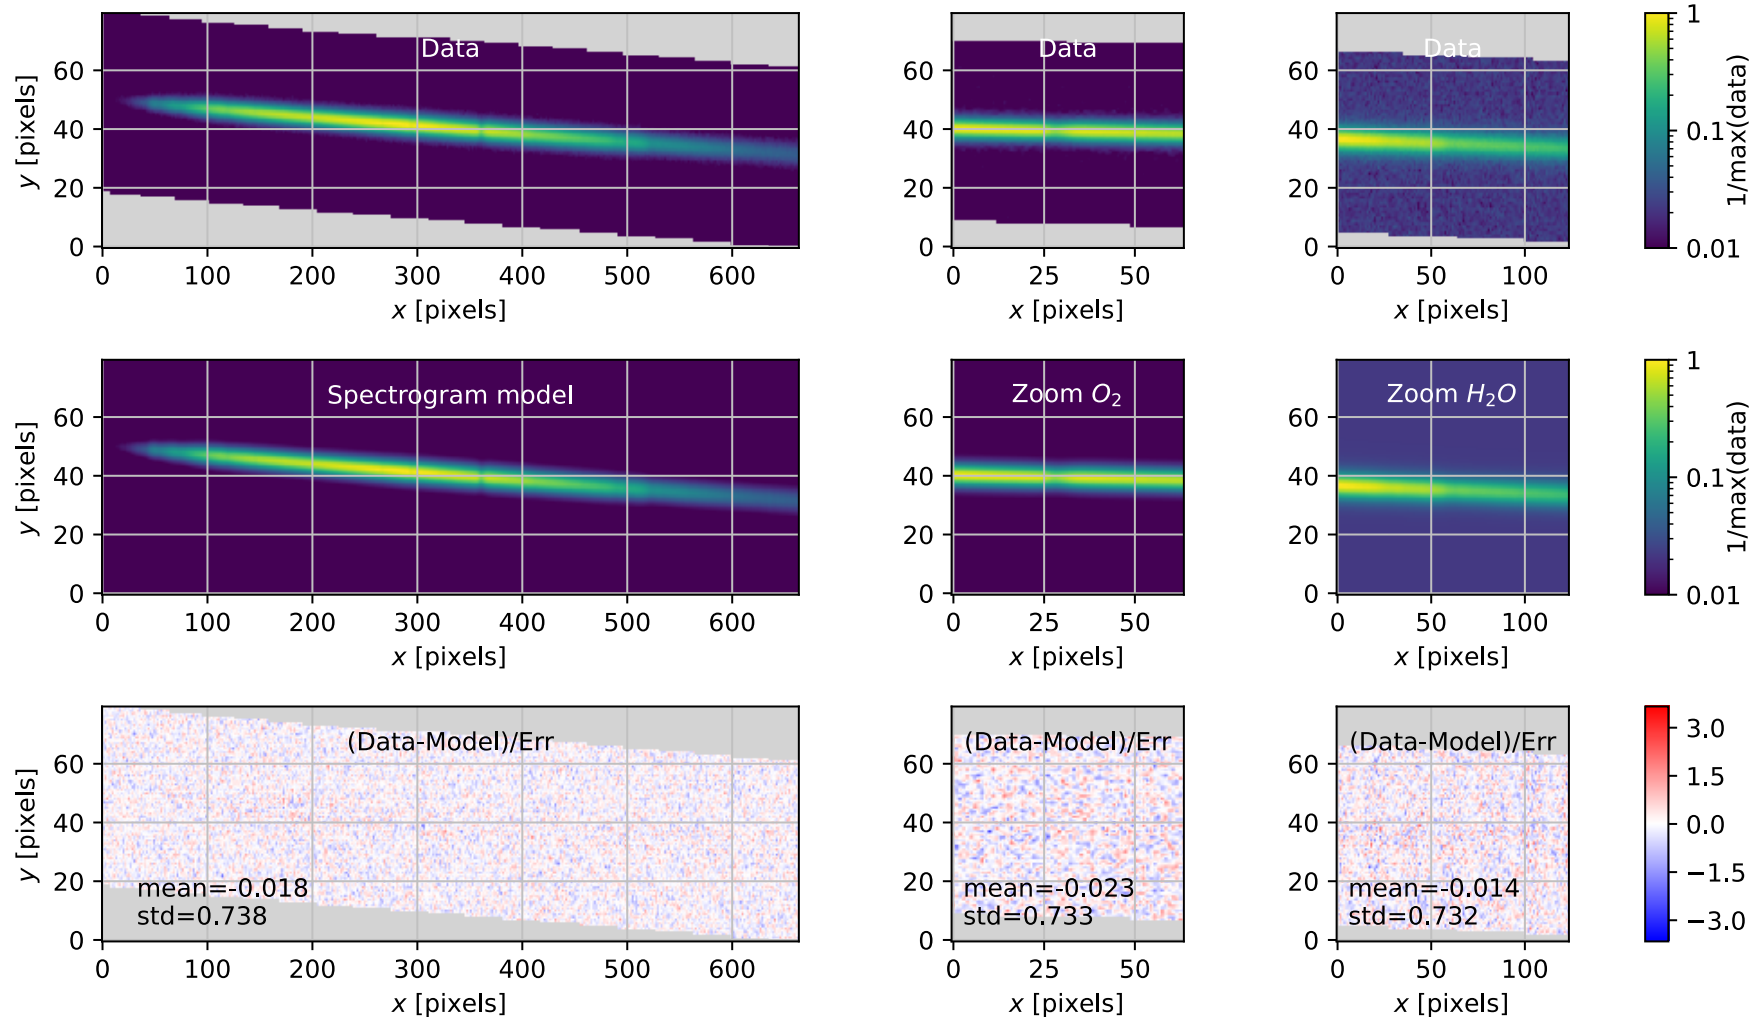 Data
Data
Data
y [pixels]
60
40
20
0
60
40
20
0
60
40
20
0
1
0.1
0.01
1/max(data)
0 100 200 300 400 500 600
0 25 50
0 50 100
x [pixels]
x [pixels]
x [pixels]
Spectrogram model
Zoom O₂
Zoom H₂O
y [pixels]
60
40
20
0
60
40
20
0
60
40
20
0
1
0.1
0.01
1/max(data)
0 100 200 300 400 500 600
0 25 50
0 50 100
x [pixels]
x [pixels]
x [pixels]
(Data-Model)/Err
(Data-Model)/Err
(Data-Model)/Err
y [pixels]
60
40
20
0
60
40
20
0
60
40
20
0
mean=-0.018
std=0.738
mean=-0.023
std=0.733
mean=-0.014
std=0.732
3.0
1.5
0.0
−1.5
−3.0
0 100 200 300 400 500 600
0 25 50
0 50 100
x [pixels]
x [pixels]
x [pixels]